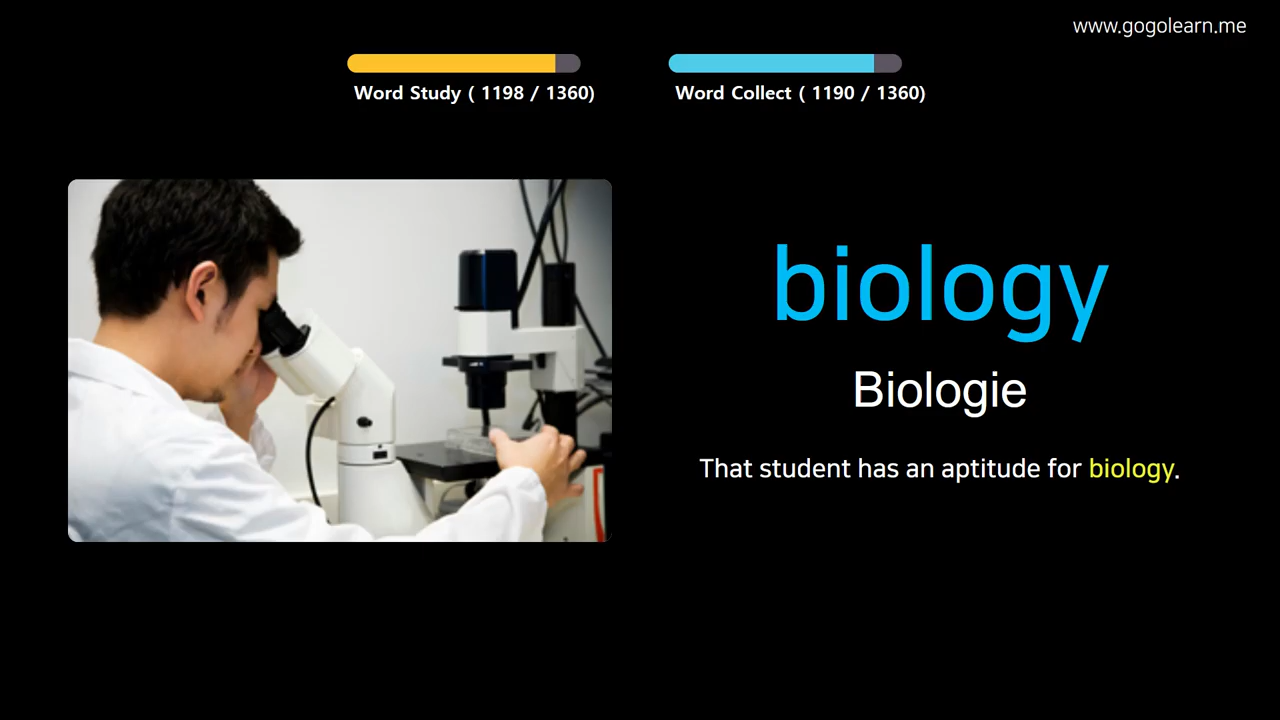 www.gogolearn.me
Word Study ( 1198 / 1360)
Word Collect ( 1190 / 1360)
biology
Biologie
That student has an aptitude for biology.